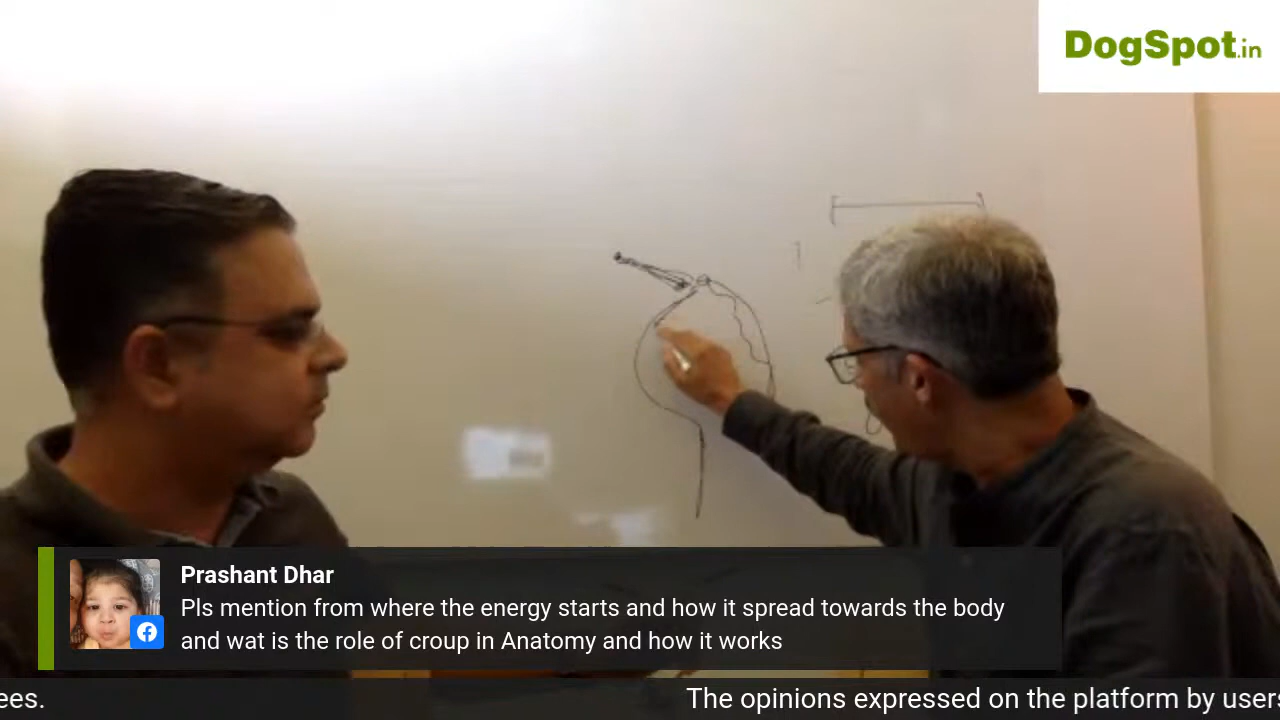 DogSpot.in
Prashant Dhar
Pls mention from where the energy starts and how it spread towards the body
and wat is the role of croup in Anatomy and how it works
ees.
The opinions expressed on the platform by users